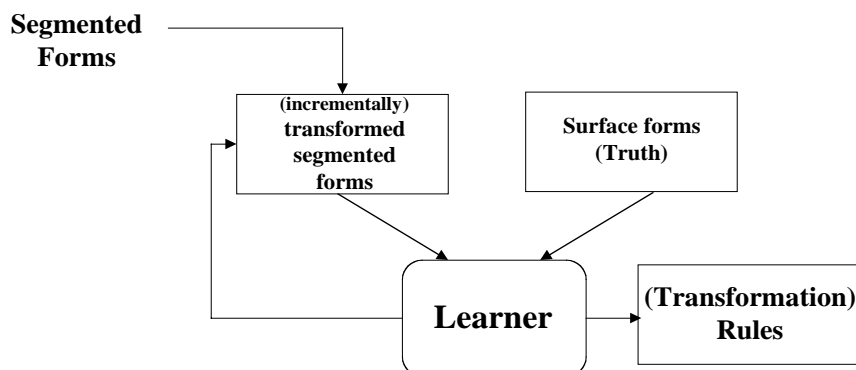 Segmented
Forms
(incrementally)
transformed
segmented
forms
Surface forms
(Truth)
Learner
(Transformation)
Rules